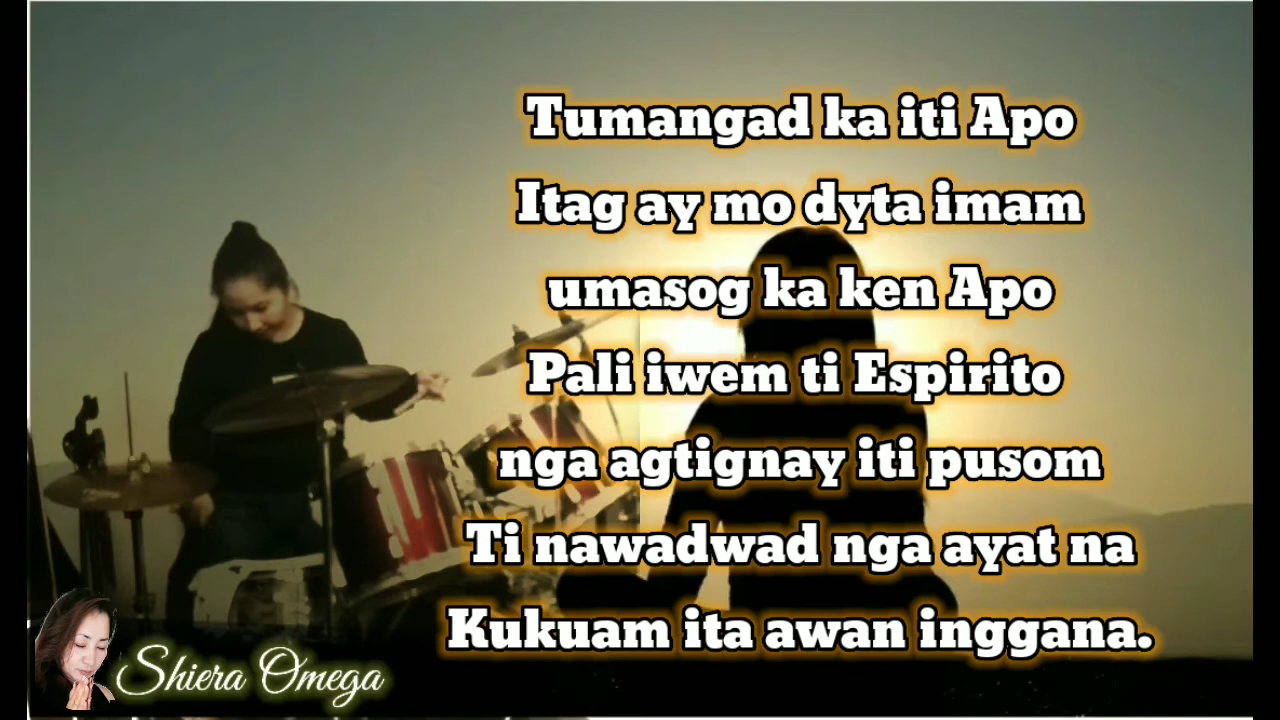 Tumangad ka iti Apo
Itag ay mo dyta imam
umasog ka ken Apo
Pali iwem ti Espirito
nga agtignay iti pusom
Ti nawadwad nga ayat na
Kukuam ita awan inggana.
Shiera Omega